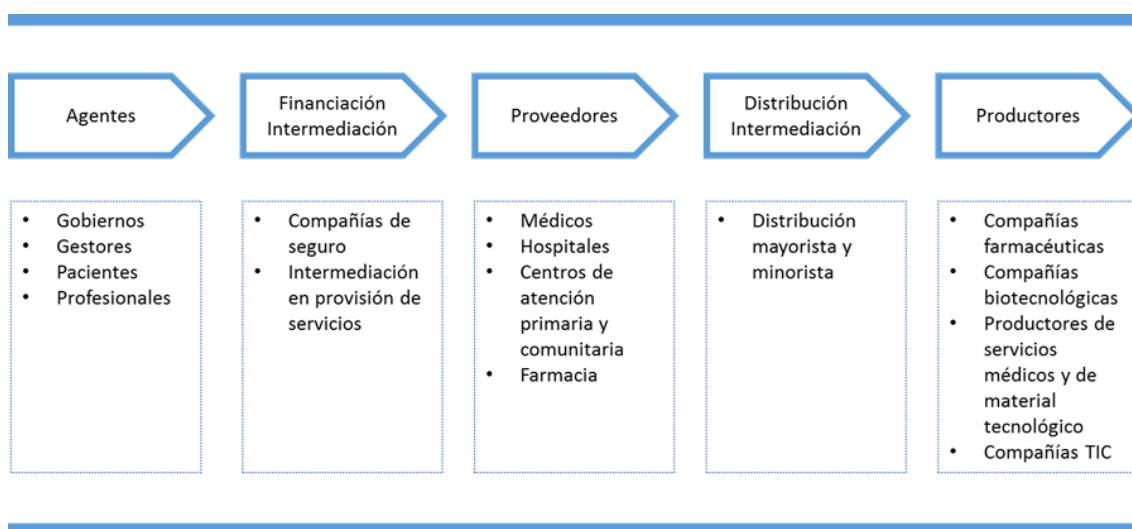 Agentes
Financiación
Intermediación
Proveedores
Distribución
Intermediación
Productores
• Gobiernos
• Gestores
• Pacientes
• Profesionales
• Compañías de
seguro
• Intermediación
en provisión de
servicios
• Médicos
• Hospitales
• Centros de
atención
primaria y
comunitaria
• Farmacia
• Distribución
mayorista y
minorista
• Compañías
farmacéuticas
• Compañías
biotecnológicas
• Productores de
servicios
médicos y de
material
tecnológico
• Compañías TIC